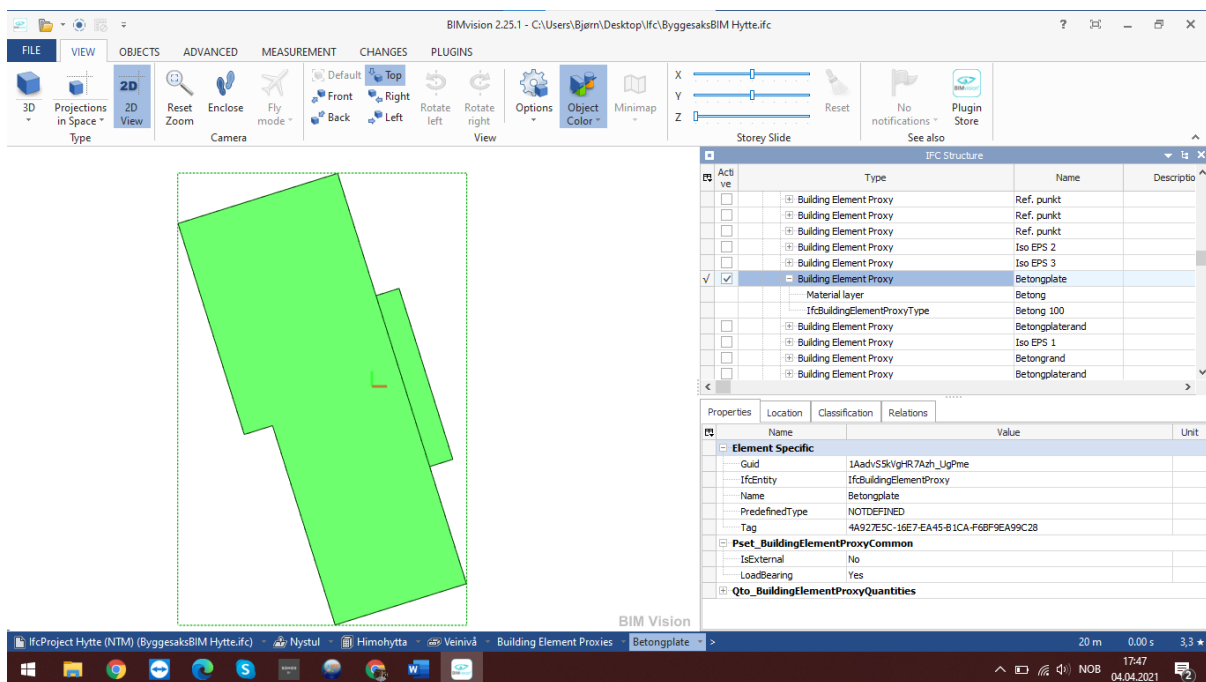 BIMvision 2.25.1 - C:\Users\Bjørn\Desktop\Ifc\ByggesaksBIM Hytte.ifc
?
FILE VIEW OBJECTS ADVANCED MEASUREMENT CHANGES PLUGINS
3D
Projections in Space
2D
2D View
Reset Zoom
Enclose
Fly mode
Default Top
Front Right
Back Left
Rotate left
Rotate right
Options
Object Color
Minimap
X
Y
Z
Reset
No notifications
Plugin Store
Type Camera View Storey Slide See also
IFC Structure
Active Type Name Descriptio
Building Element Proxy Ref. punkt
Building Element Proxy Ref. punkt
Building Element Proxy Ref. punkt
Building Element Proxy Iso EPS 2
Building Element Proxy Iso EPS 3
√ Building Element Proxy Betongplate
Material layer Betong
IfcBuildingElementProxyType Betong 100
Building Element Proxy Betongplaterand
Building Element Proxy Iso EPS 1
Building Element Proxy Betongrand
Building Element Proxy Betongplaterand
Properties Location Classification Relations
Name Value Unit
Element Specific
Guid 1AadvS5kVgHR7Azh_UgPme
IfcEntity IfcBuildingElementProxy
Name Betongplate
PredefinedType NOTDEFINED
Tag 4A927E5C-16E7-EA45-B1CA-F6BF9EA99C28
Pset_BuildingElementProxyCommon
IsExternal No
LoadBearing Yes
Qto_BuildingElementProxyQuantities
BIM Vision
IfcProject Hytte (NTM) (ByggesaksBIM Hytte.ifc) Nystul Himohytta Veinivå Building Element Proxies Betongplate > 20 m 0.00 s 3,3 ★
NOB
17:47
04.04.2021
2